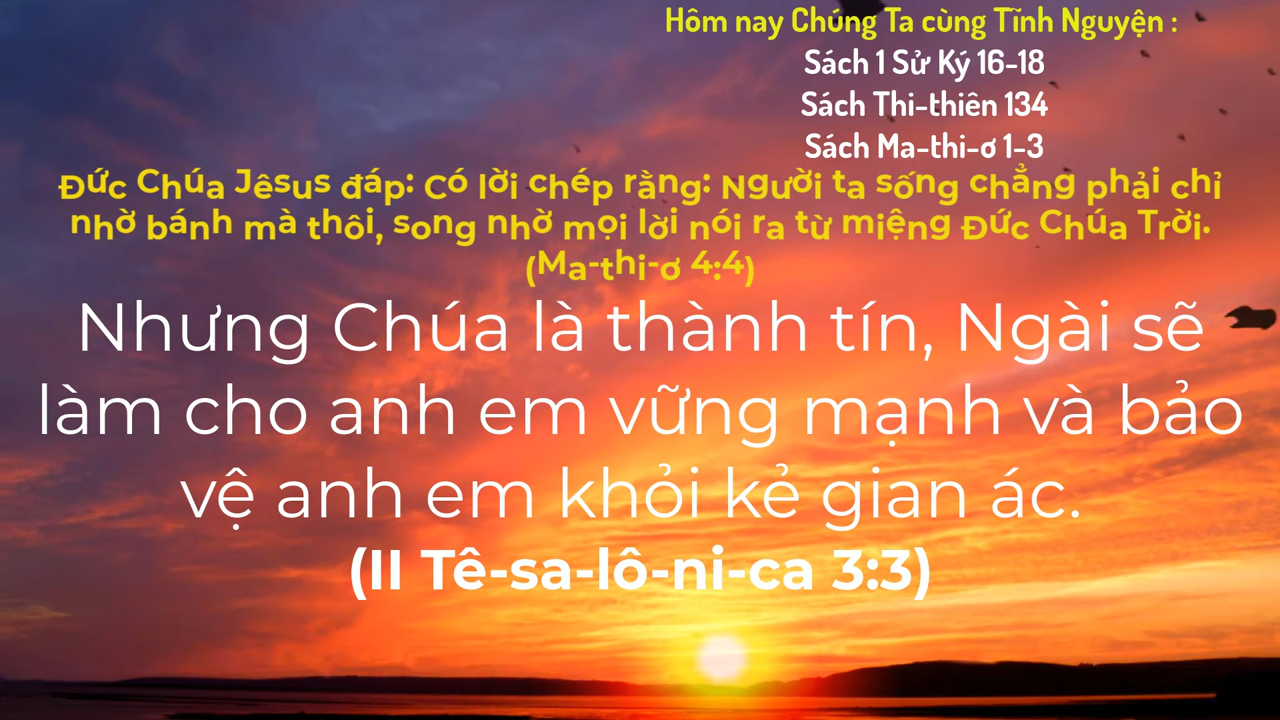 Hôm nay Chúng Ta cùng Tĩnh Nguyện :
Sách 1 Sử Ký 16-18
Sách Thi-thiên 134
Sách Ma-thi-ơ 1-3
Đức Chúa Jêsus đáp: Có lời chép rằng: Người ta sống chẳng phải chỉ
nhờ bánh mà thôi, song nhờ mọi lời nói ra từ miệng Đức Chúa Trời.
(Ma-thi-ơ 4:4)
Nhưng Chúa là thành tín, Ngài sẽ
làm cho anh em vững mạnh và bảo
vệ anh em khỏi kẻ gian ác.
(II Tê-sa-lô-ni-ca 3:3)